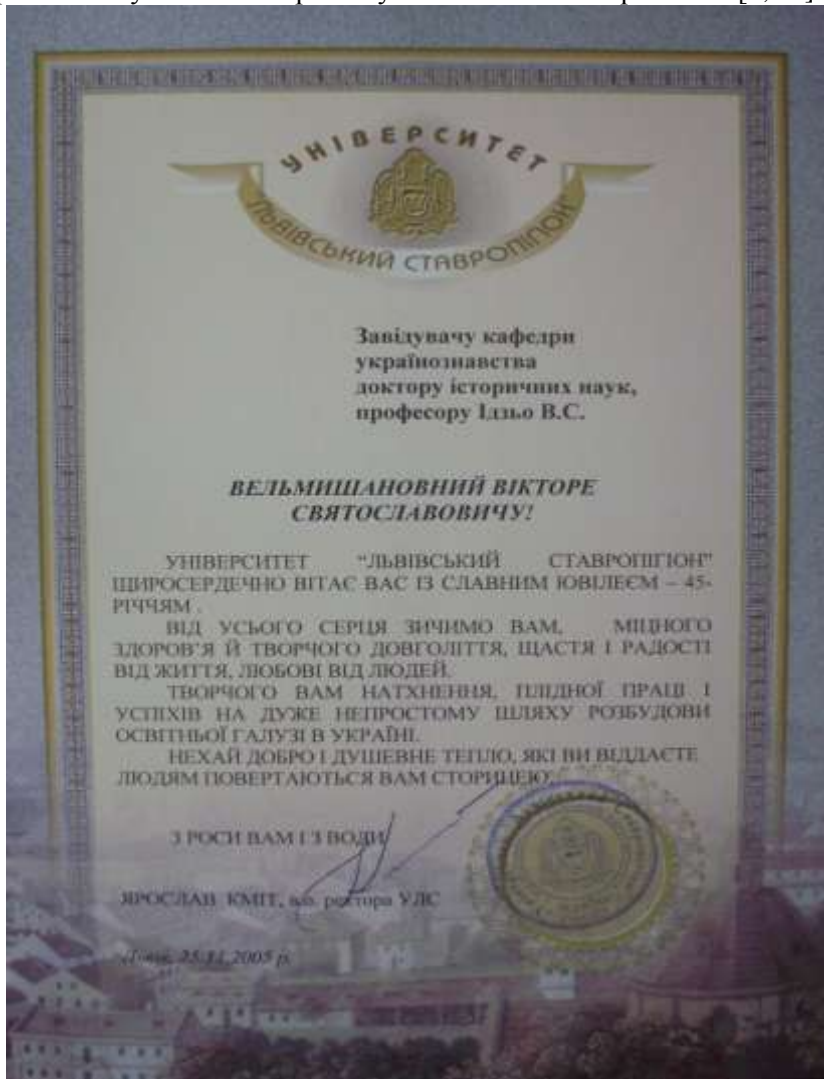 УНІВЕРСИТЕТ
ЛЬВІВСЬКИЙ СТАВРОПІГІОН
Завідувачу кафедри
українознавства
доктору історичних наук,
професору Ідзьо В.С.
ВЕЛЬМИШАНОВНИЙ ВІКТОРЕ
СВЯТОСЛАВОВИЧУ!
УНІВЕРСИТЕТ “ЛЬВІВСЬКИЙ СТАВРОПІГІОН”
ЩИРОСЕРДЕЧНО ВІТАЄ ВАС ІЗ СЛАВНИМ ЮВІЛЕЄМ – 45-
РІЧЧЯМ .
ВІД УСЬОГО СЕРЦЯ ЗИЧИМО ВАМ, МІЦНОГО
ЗДОРОВ’Я Й ТВОРЧОГО ДОВГОЛІТТЯ, ЩАСТЯ І РАДОСТІ
ВІД ЖИТТЯ, ЛЮБОВІ ВІД ЛЮДЕЙ.
ТВОРЧОГО ВАМ НАТХНЕННЯ, ПЛІДНОЇ ПРАЦІ І
УСПІХІВ НА ДУЖЕ НЕПРОСТОМУ ШЛЯХУ РОЗБУДОВИ
ОСВІТНЬОЇ ГАЛУЗІ В УКРАЇНІ.
НЕХАЙ ДОБРО І ДУШЕВНЕ ТЕПЛО, ЯКІ ВИ ВІДДАЄТЕ
ЛЮДЯМ ПОВЕРТАЮТЬСЯ ВАМ СТОРИЦЕЮ.
З РОСИ ВАМ І З ВОДИ
ЯРОСЛАВ КМІТ, в.о. ректора УЛС
Львів, 25.11.2005 р.